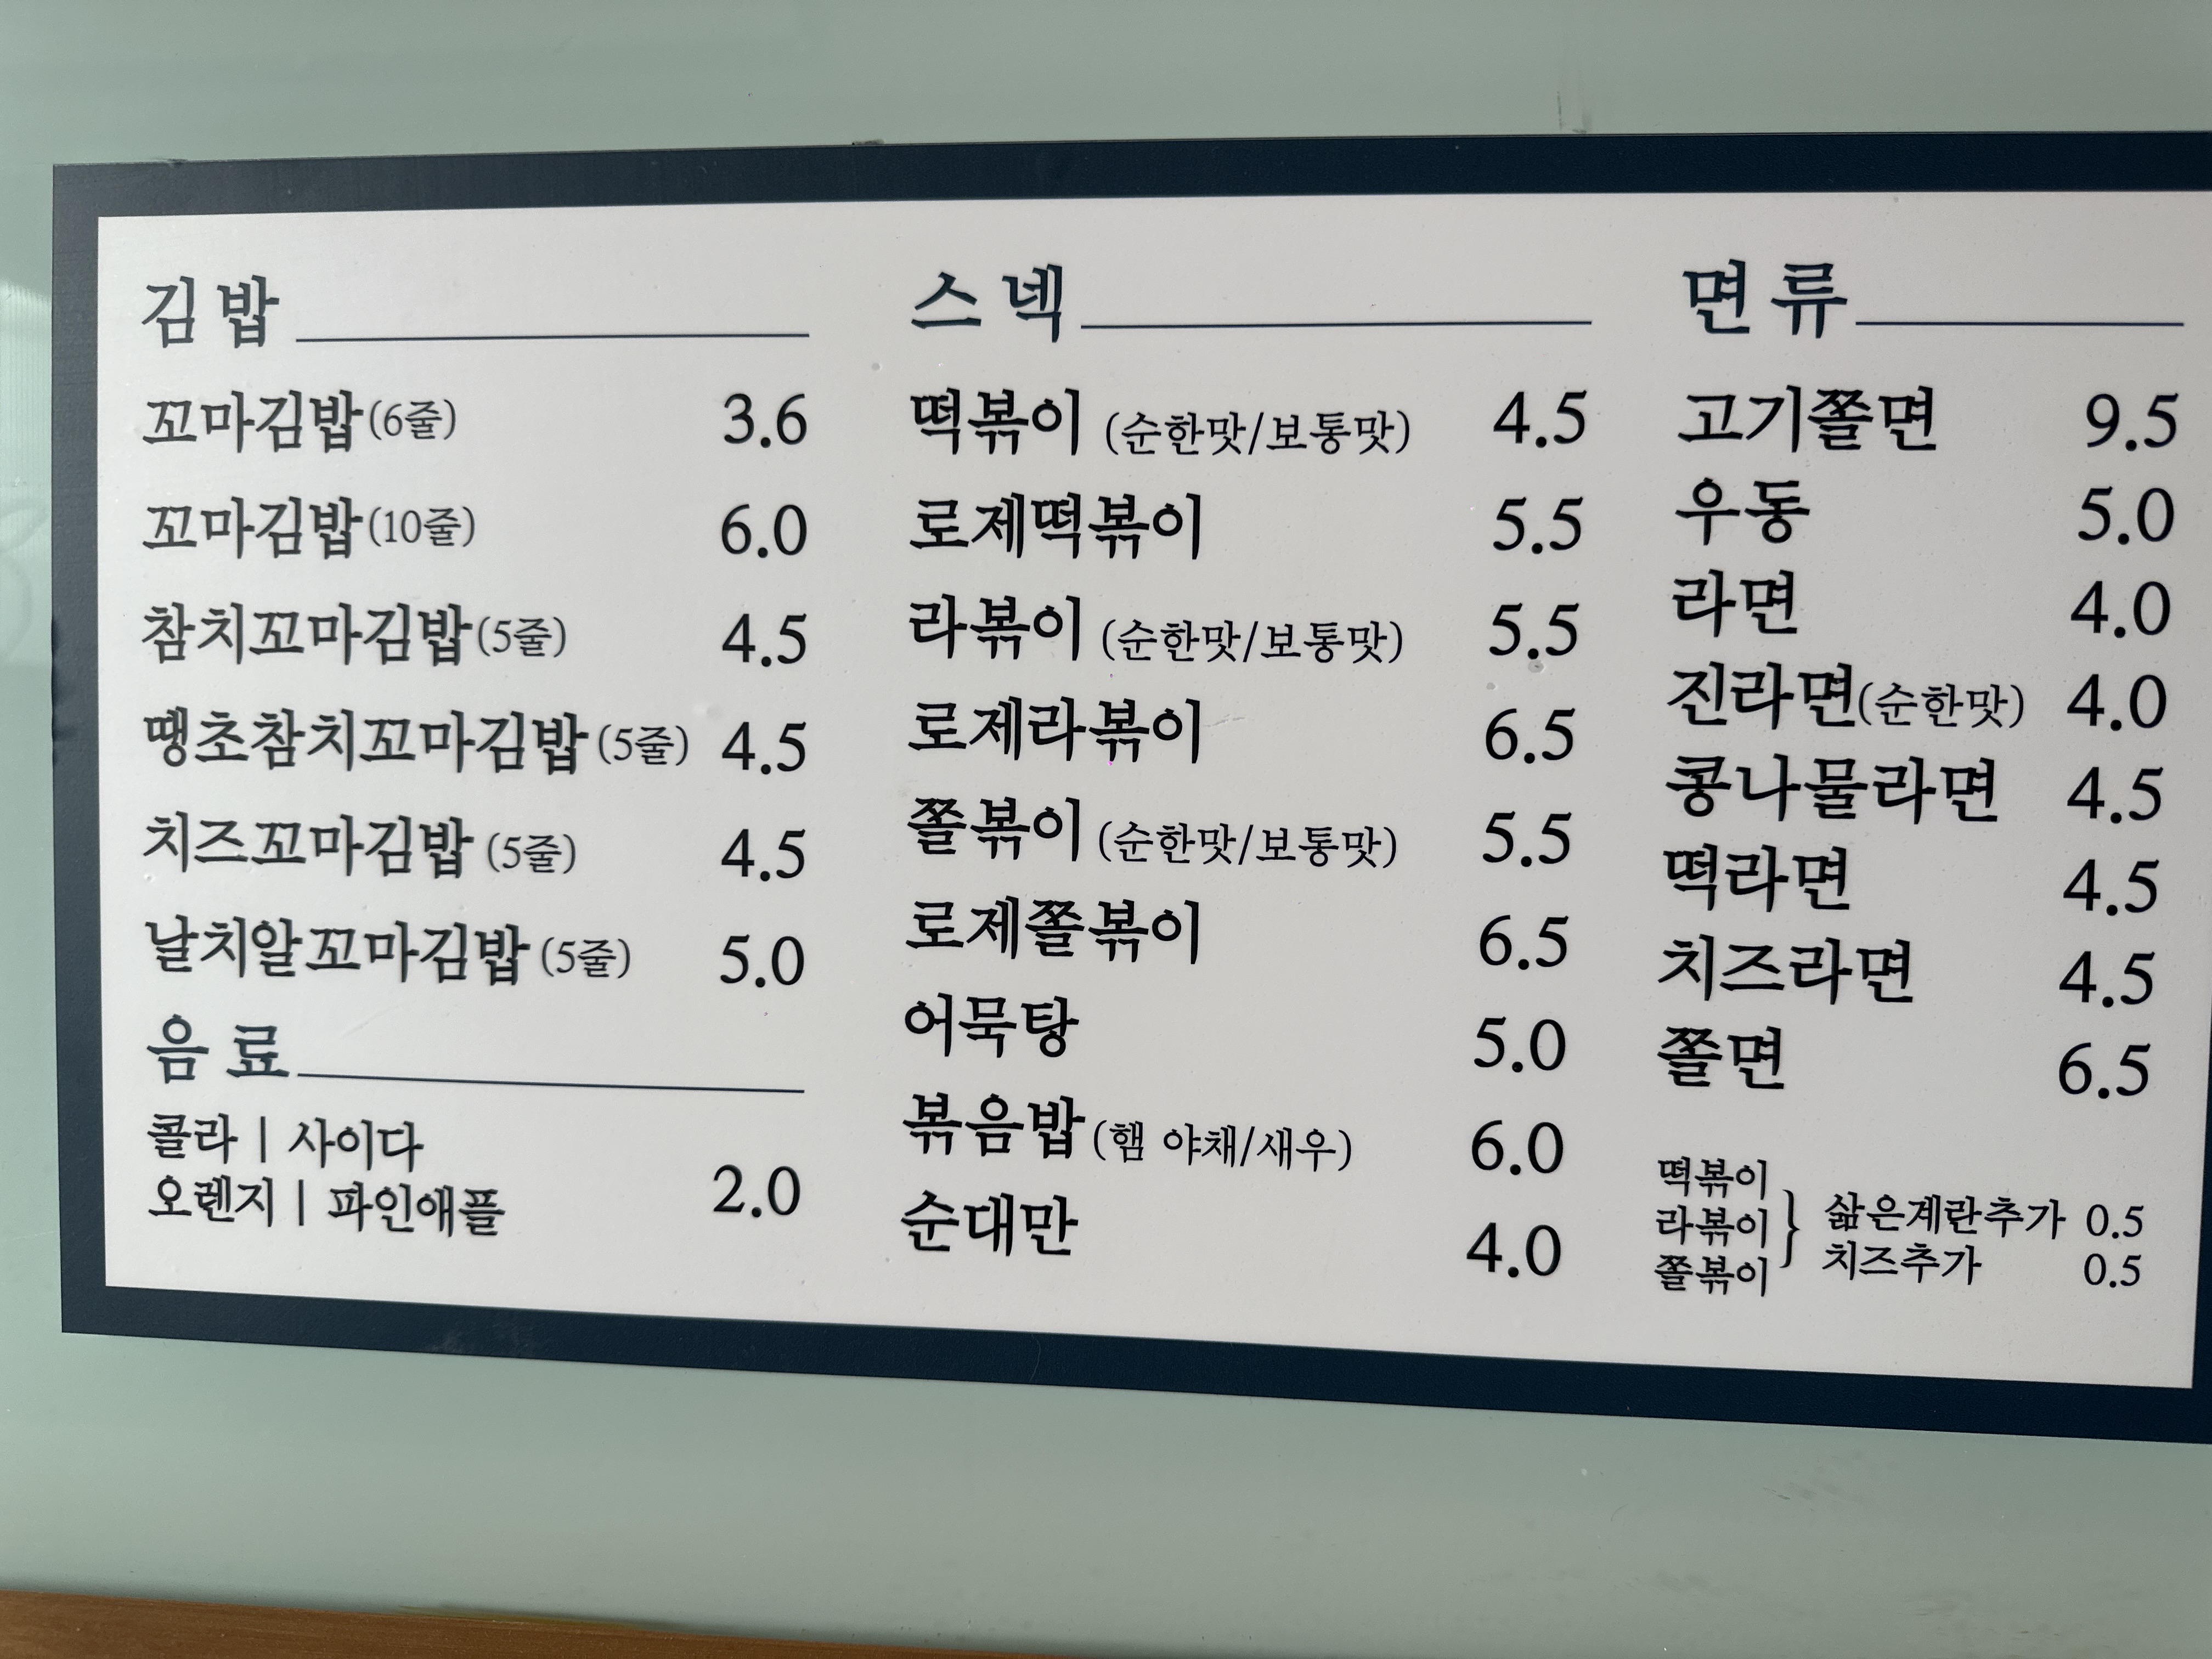 김밥
꼬마김밥(6줄) 3.6
꼬마김밥(10줄) 6.0
참치꼬마김밥(5줄) 4.5
땡초참치꼬마김밥(5줄) 4.5
치즈꼬마김밥(5줄) 4.5
날치알꼬마김밥(5줄) 5.0
음료
콜라 | 사이다
오렌지 | 파인애플 2.0
스넥
떡볶이 (순한맛/보통맛) 4.5
로제떡볶이 5.5
라볶이 (순한맛/보통맛) 5.5
로제라볶이 6.5
쫄볶이 (순한맛/보통맛) 5.5
로제쫄볶이 6.5
어묵탕 5.0
볶음밥(햄 야채/새우) 6.0
순대만 4.0
면류
고기쫄면 9.5
우동 5.0
라면 4.0
진라면(순한맛) 4.0
콩나물라면 4.5
떡라면 4.5
치즈라면 4.5
쫄면 6.5
떡볶이
라볶이
쫄볶이
삶은계란추가 0.5
치즈추가 0.5